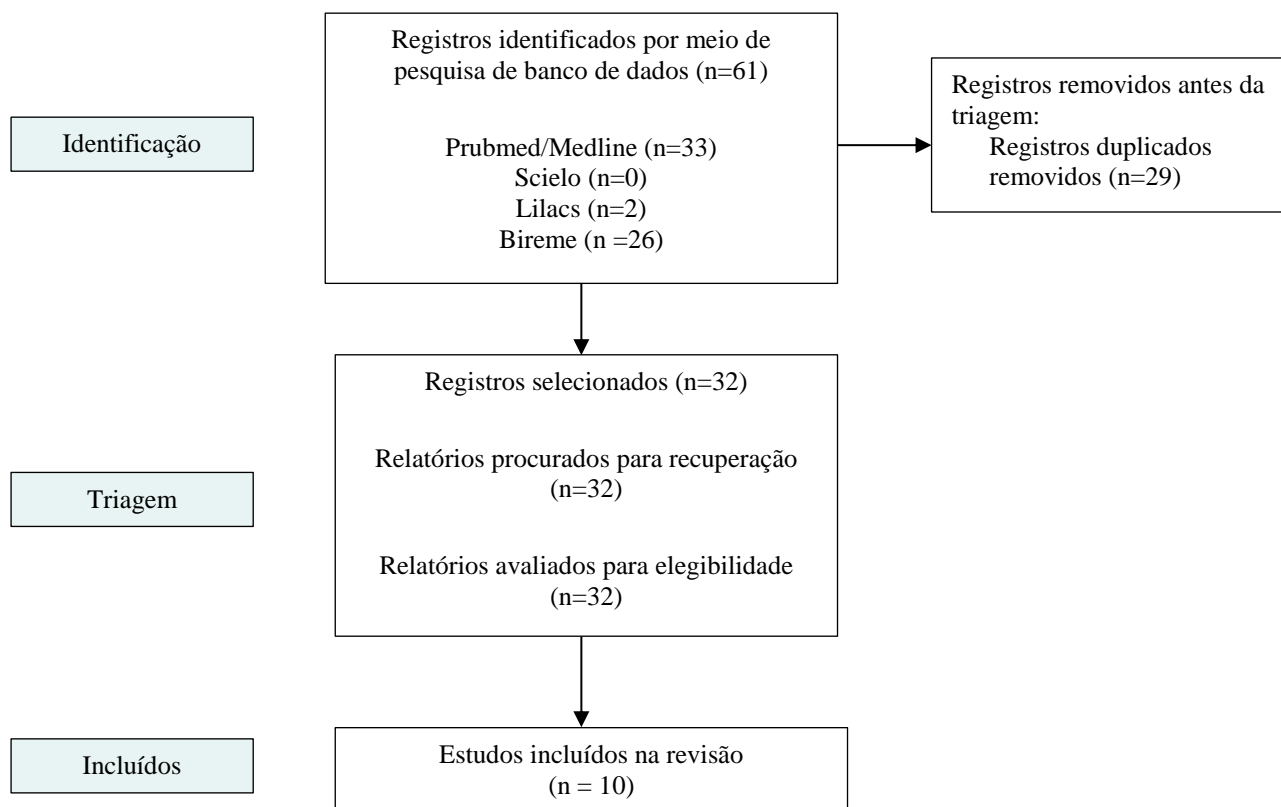 Identificação
Registros identificados por meio de
pesquisa de banco de dados (n=61)
Prubmed/Medline (n=33)
Scielo (n=0)
Lilacs (n=2)
Bireme (n =26)
Registros removidos antes da
triagem:
Registros duplicados
removidos (n=29)
Triagem
Registros selecionados (n=32)
Relatórios procurados para recuperação
(n=32)
Relatórios avaliados para elegibilidade
(n=32)
Incluídos
Estudos incluídos na revisão
(n = 10)